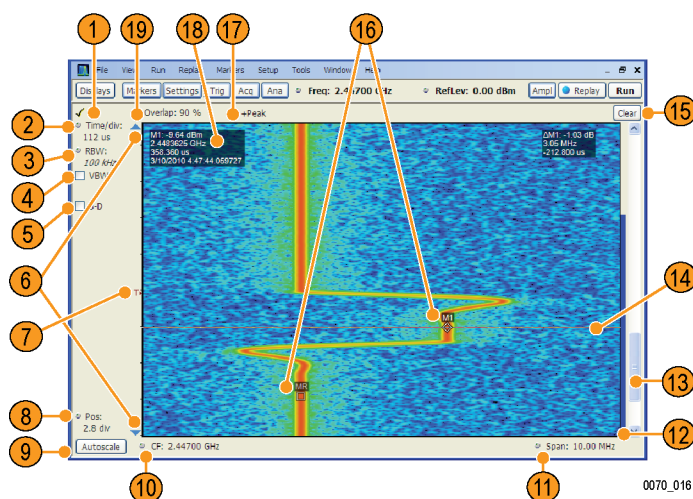 1
19
18
17
16
File View Run Replay Markers Setup Tools Window Help
Displays Markers Settings Trig Acq Ana Freq: 2.44700 GHz RefLev: 0.00 dBm Ampl Replay Run
2
Overlap: 90 % +Peak Clear
15
Time/div:
112 us
M1: -9.64 dBm
2.4483625 GHz
358.360 us
3/10/2010 4:47:44.059727
ΔM1: -1.03 dB
3.05 MHz
-212.800 us
3
RBW:
100 kHz
4
VBW:
5
3-D
6
7
T
M1
14
13
MR
8
Pos:
2.8 div
12
9
Autoscale
CF: 2.44700 GHz
Span: 10.00 MHz
10
11
0070_016